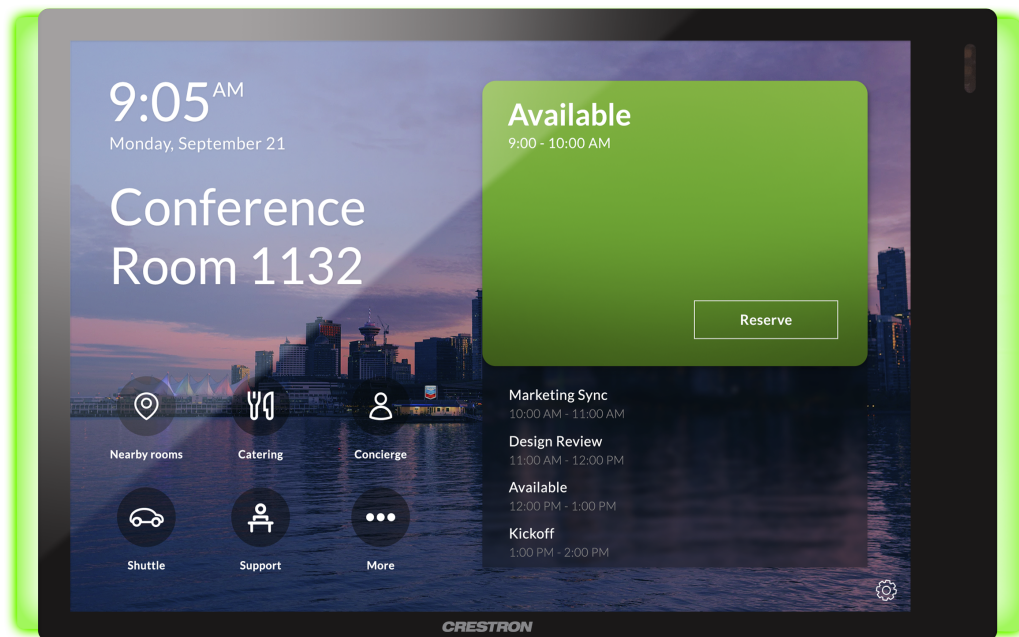 9:05 AM
Monday, September 21
Conference
Room 1132
Nearby rooms
Catering
Concierge
Shuttle
Support
More
Available
9:00 - 10:00 AM
Reserve
Marketing Sync
10:00 AM - 11:00 AM
Design Review
11:00 AM - 12:00 PM
Available
12:00 PM - 1:00 PM
Kickoff
1:00 PM - 2:00 PM
CRESTRON